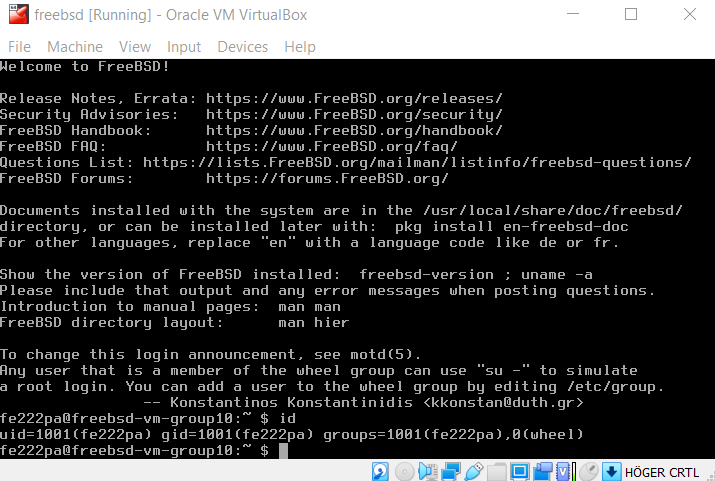 freebsd [Running] - Oracle VM VirtualBox
File Machine View Input Devices Help
Welcome to FreeBSD!
Release Notes, Errata: https://www.FreeBSD.org/releases/
Security Advisories: https://www.FreeBSD.org/security/
FreeBSD Handbook: https://www.FreeBSD.org/handbook/
FreeBSD FAQ: https://www.FreeBSD.org/faq/
Questions List: https://lists.FreeBSD.org/mailman/listinfo/freebsd-questions/
FreeBSD Forums: https://forums.FreeBSD.org/
Documents installed with the system are in the /usr/local/share/doc/freebsd/
directory, or can be installed later with: pkg install en-freebsd-doc
For other languages, replace "en" with a language code like de or fr.
Show the version of FreeBSD installed: freebsd-version ; uname -a
Please include that output and any error messages when posting questions.
Introduction to manual pages: man man
FreeBSD directory layout: man hier
To change this login announcement, see motd(5).
Any user that is a member of the wheel group can use "su -" to simulate
a root login. You can add a user to the wheel group by editing /etc/group.
-- Konstantinos Konstantinidis <kkonstan@duth.gr>
fe222pa@freebsd-vm-group10:~ $ id
uid=1001(fe222pa) gid=1001(fe222pa) groups=1001(fe222pa),0(wheel)
fe222pa@freebsd-vm-group10:~ $
HÖGER CRTL